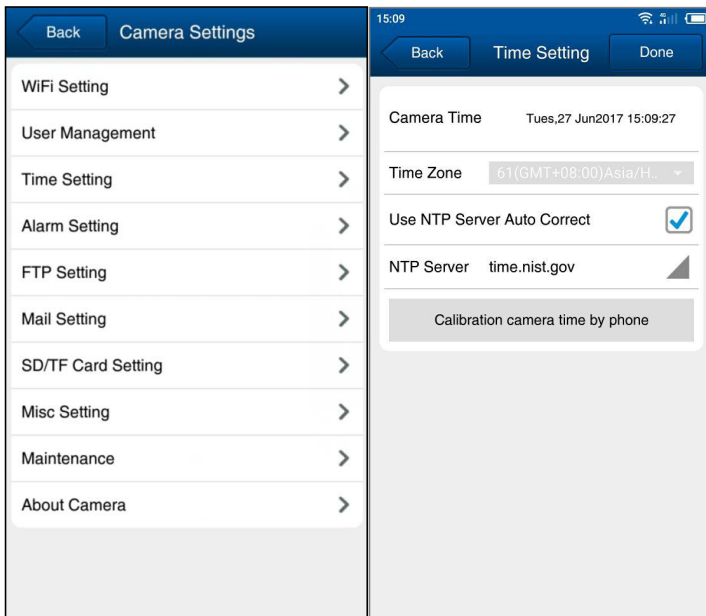 Back Camera Settings
WiFi Setting
User Management
Time Setting
Alarm Setting
FTP Setting
Mail Setting
SD/TF Card Setting
Misc Setting
Maintenance
About Camera
15:09
Back Time Setting Done
Camera Time Tues,27 Jun2017 15:09:27
Time Zone 61(GMT+08:00)Asia/H..
Use NTP Server Auto Correct
NTP Server time.nist.gov
Calibration camera time by phone